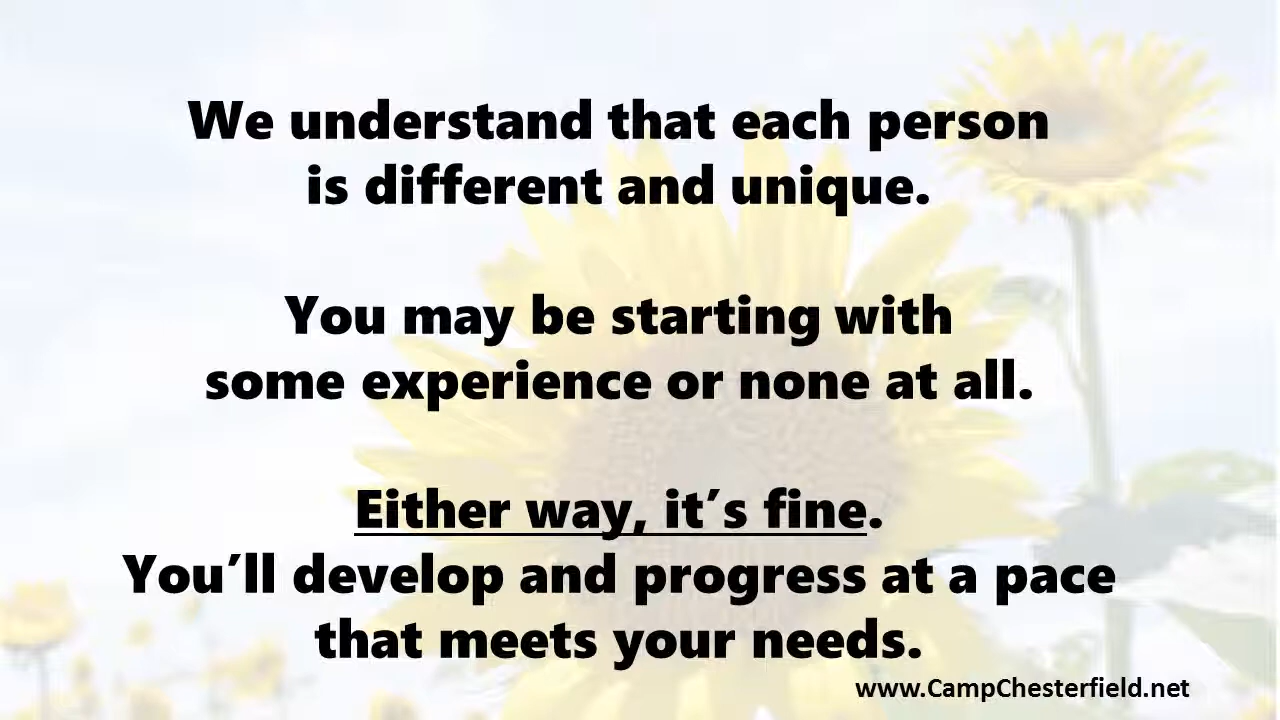 We understand that each person
is different and unique.
You may be starting with
some experience or none at all.
Either way, it’s fine.
You’ll develop and progress at a pace
that meets your needs.
www.CampChesterfield.net